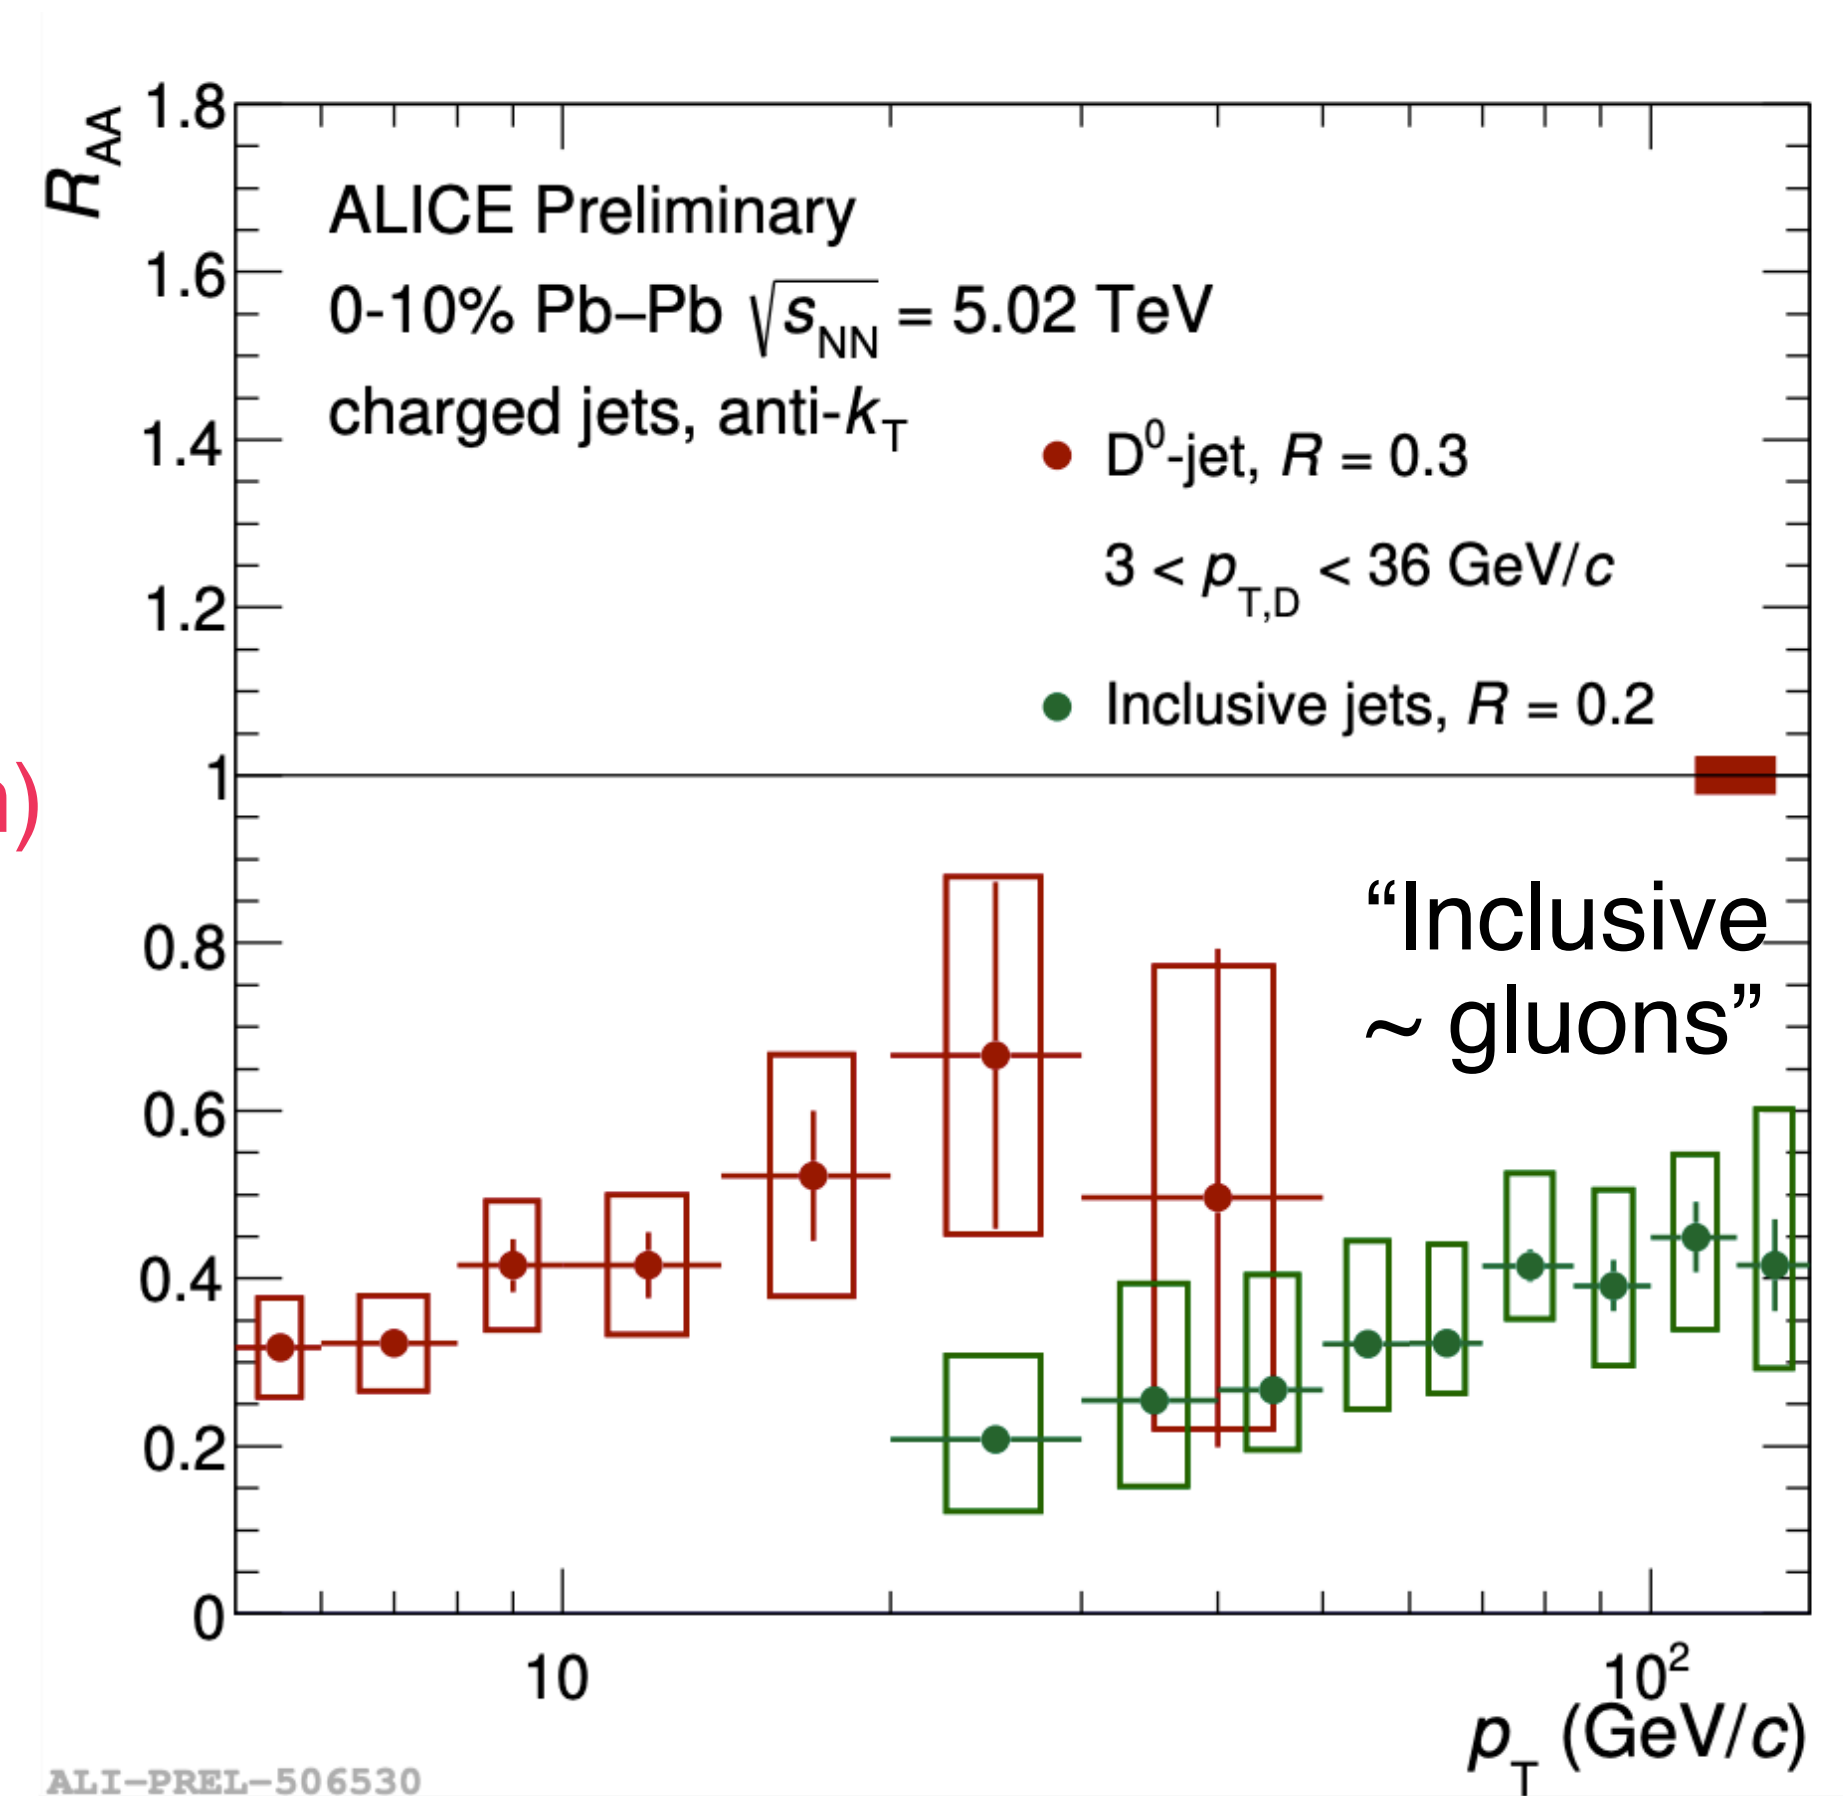 R_AA
1.8
1.6
1.4
1.2
1
0.8
0.6
0.4
0.2
0
ALICE Preliminary
0-10% Pb–Pb √s_NN = 5.02 TeV
charged jets, anti-k_T
D⁰-jet, R = 0.3
3 < p_T,D < 36 GeV/c
Inclusive jets, R = 0.2
“Inclusive
~ gluons”
10
10²
p_T (GeV/c)
ALI-PREL-506530